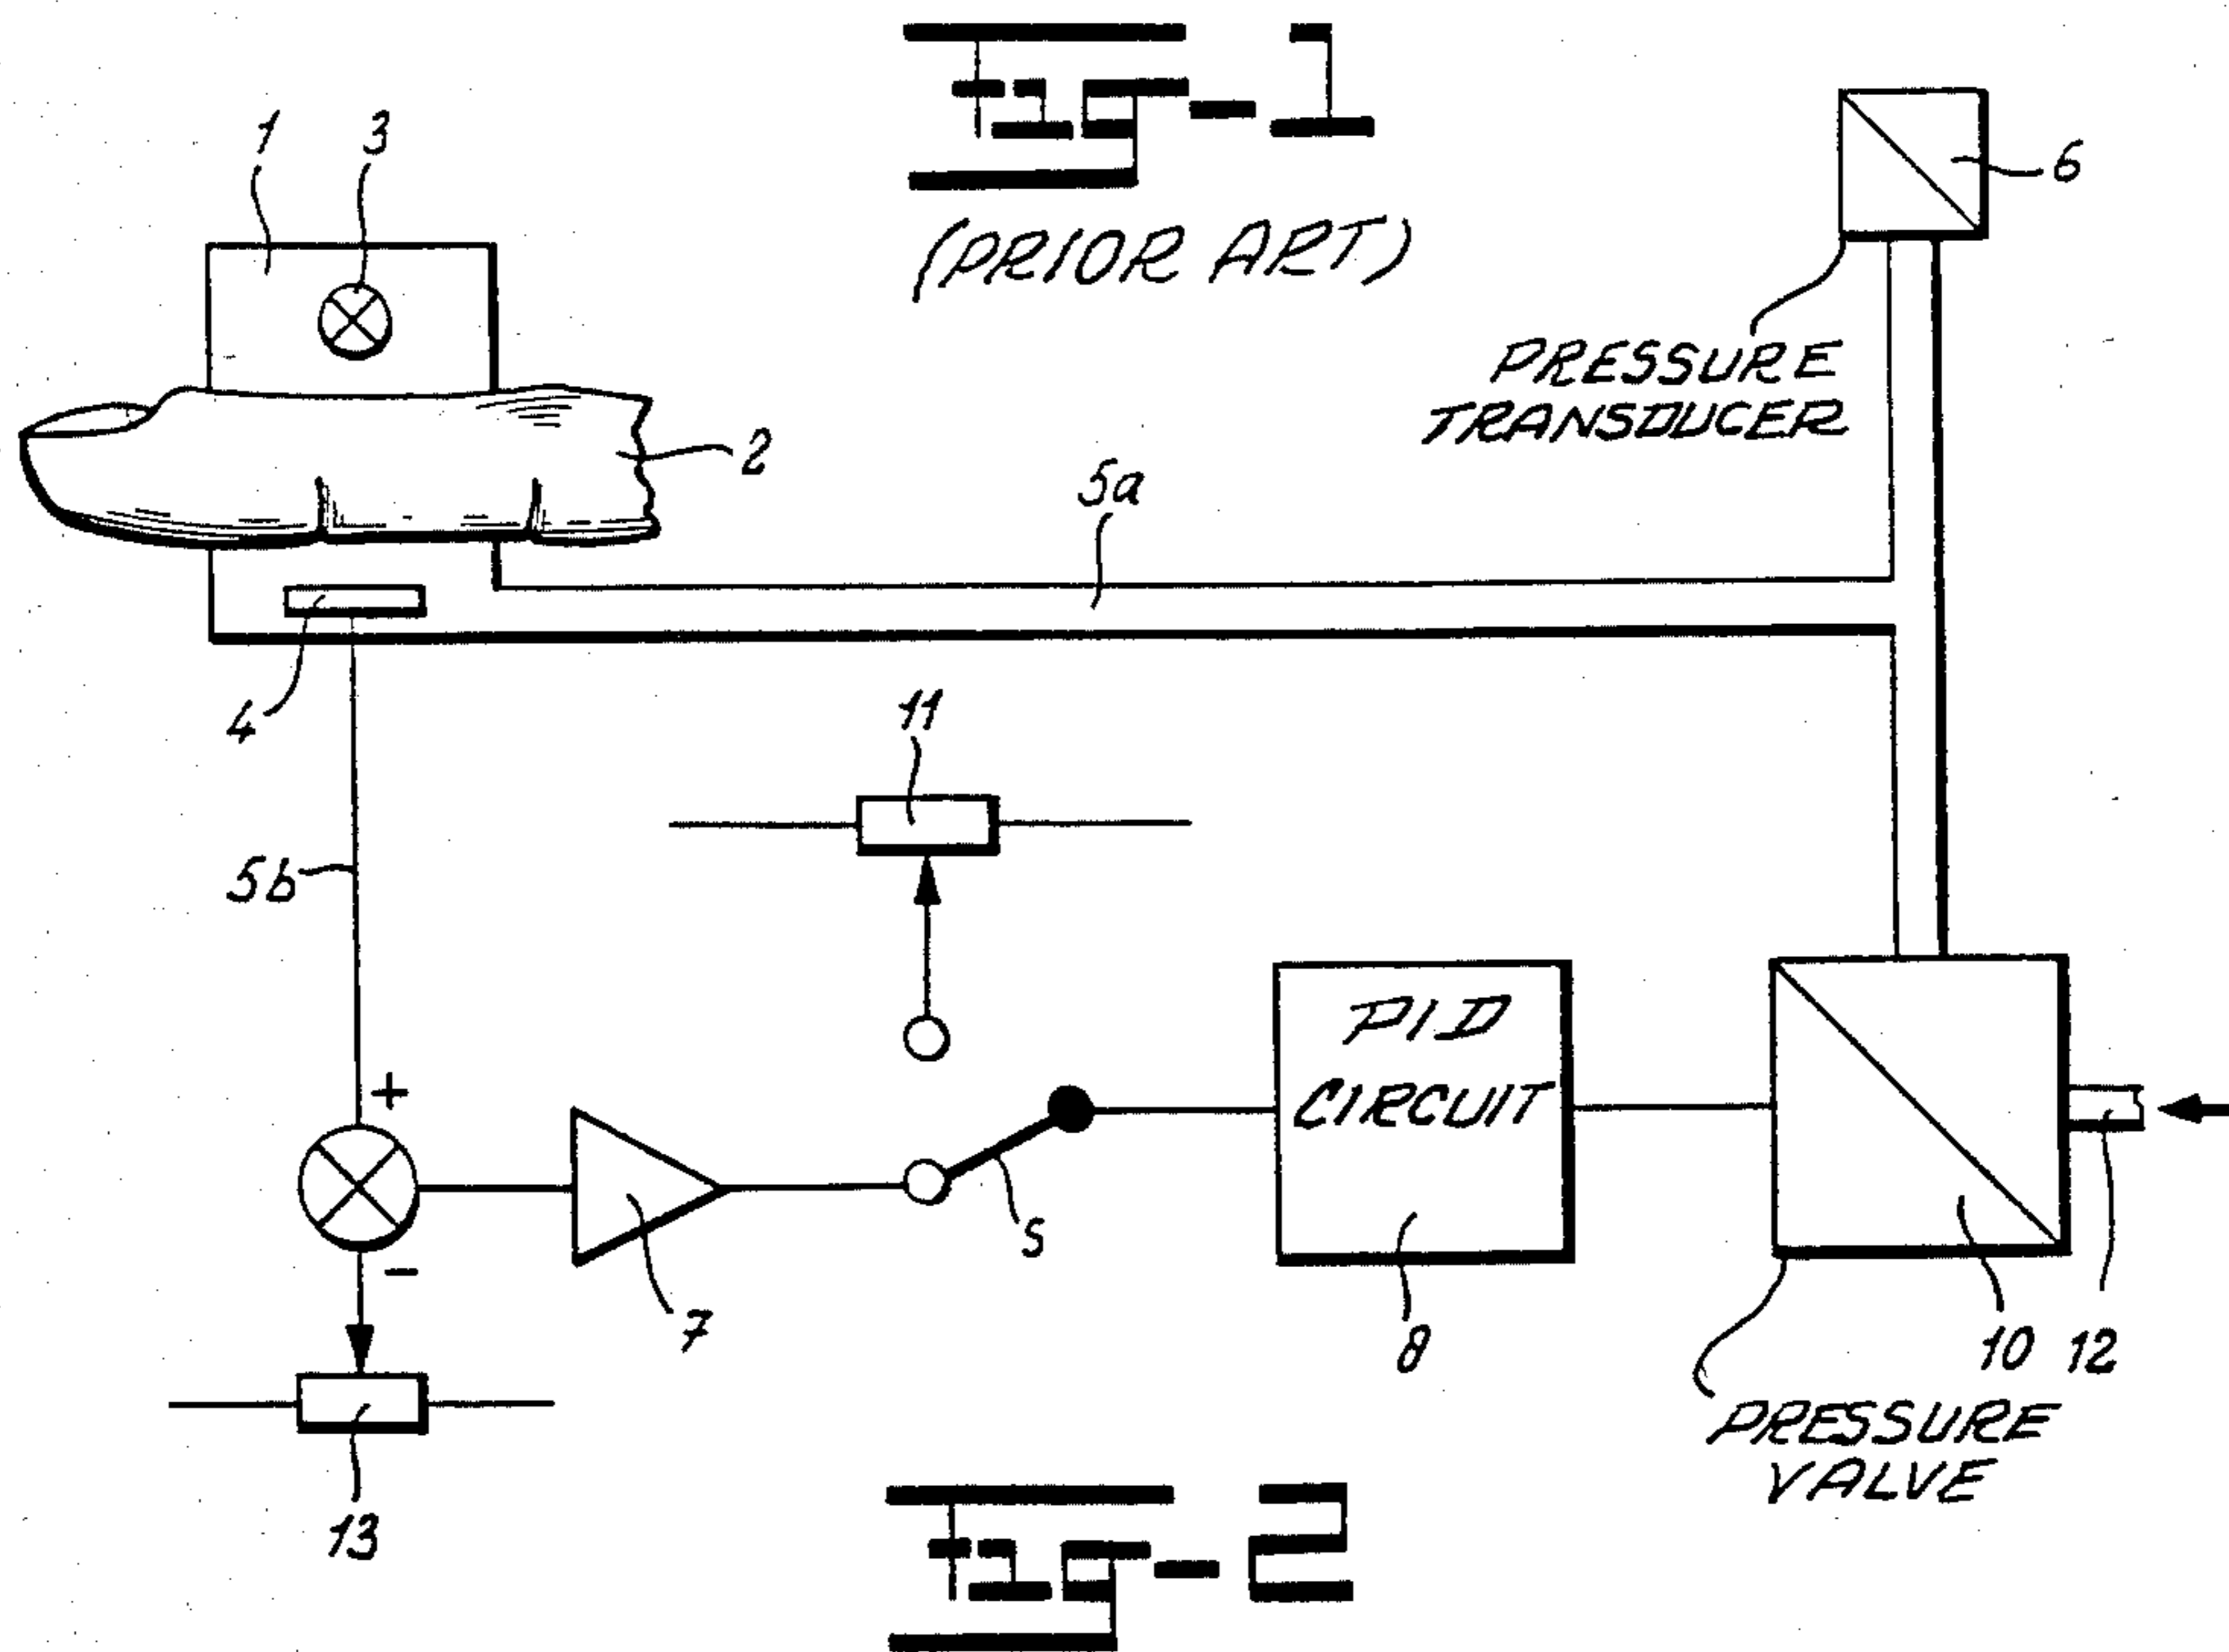 Fig-1
(PRIOR ART)
1
3
6
PRESSURE
TRANSDUCER
2
5a
4
11
5b
+
PID
CIRCUIT
S
-
7
8
10
12
PRESSURE
VALVE
13
Fig-2